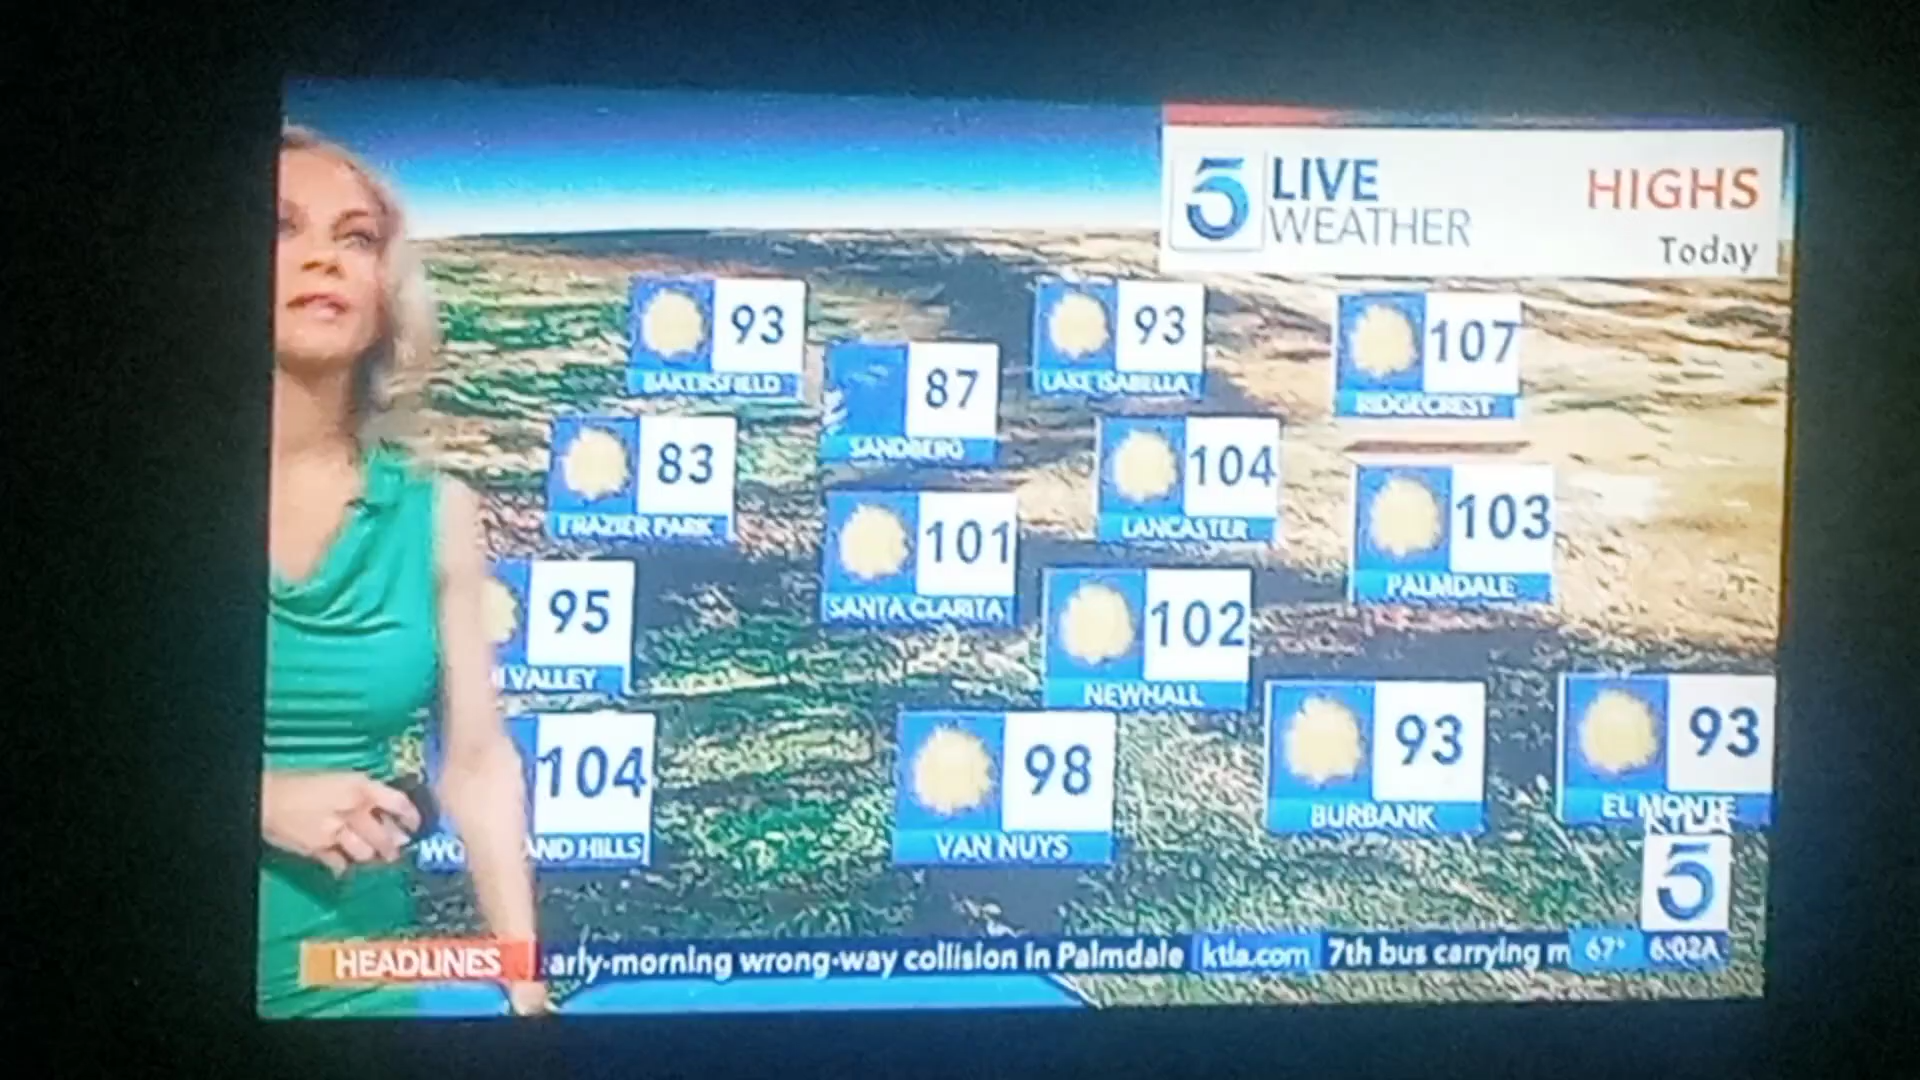 5 LIVE WEATHER
HIGHS
Today
93
BAKERSFIELD
93
LAKE ISABELLA
107
RIDGECREST
87
SANDBERG
83
FRAZIER PARK
104
LANCASTER
103
PALMDALE
101
SANTA CLARITA
95
VALLEY
102
NEWHALL
104
AND HILLS
98
VAN NUYS
93
BURBANK
93
EL MONTE
KTLA
5
HEADLINES
arly-morning wrong-way collision in Palmdale ktla.com 7th bus carrying m 67° 6:02A